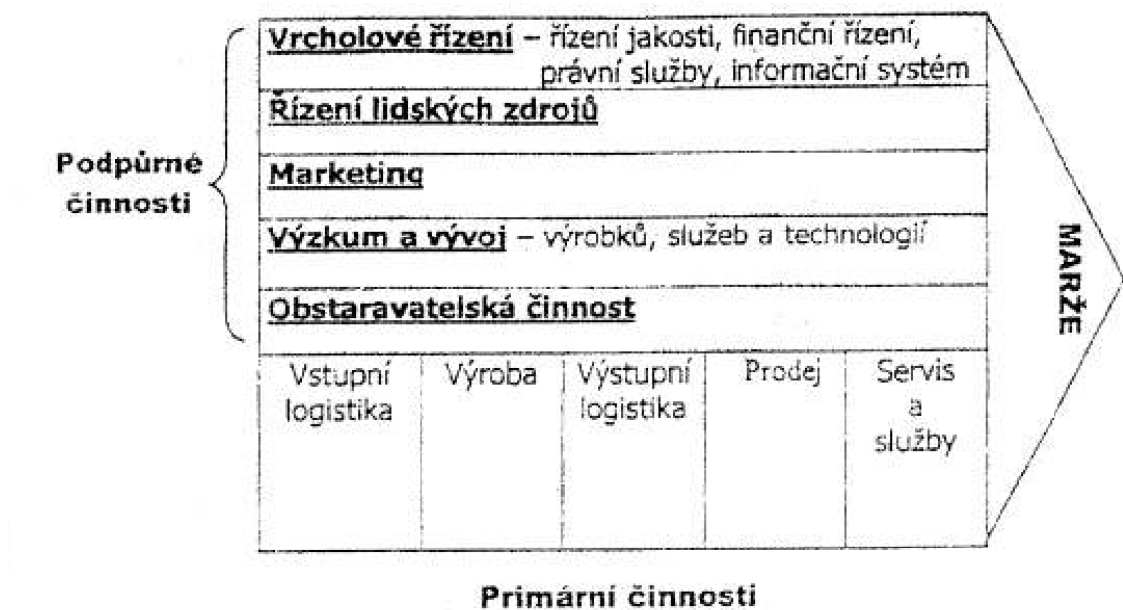 Vrcholové řízení – řízení jakosti, finanční řízení,
právní služby, informační systém
Řízení lidských zdrojů
Podpůrné
činnosti
Marketing
Výzkum a vývoj – výrobků, služeb a technologií
Obstaravatelská činnost
MARŽE
Vstupní
logistika
Výroba
Výstupní
logistika
Prodej
Servis
a
služby
Primární činnosti